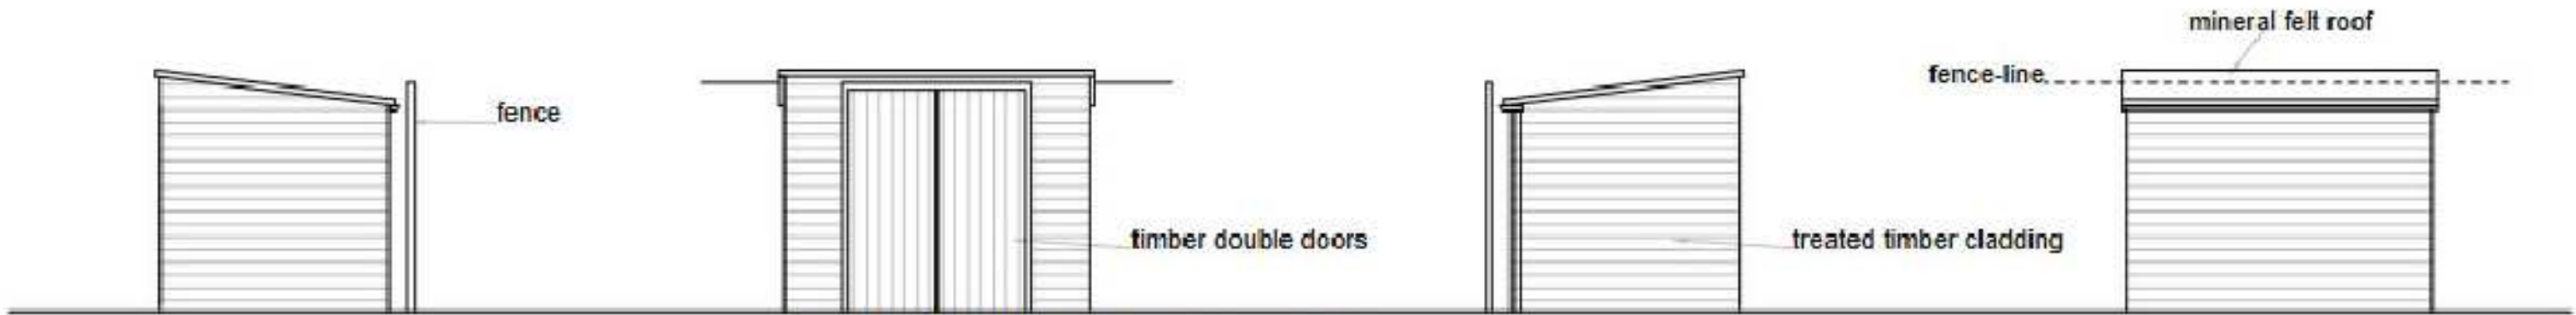 mineral felt roof
fence-line
fence
timber double doors
treated timber cladding